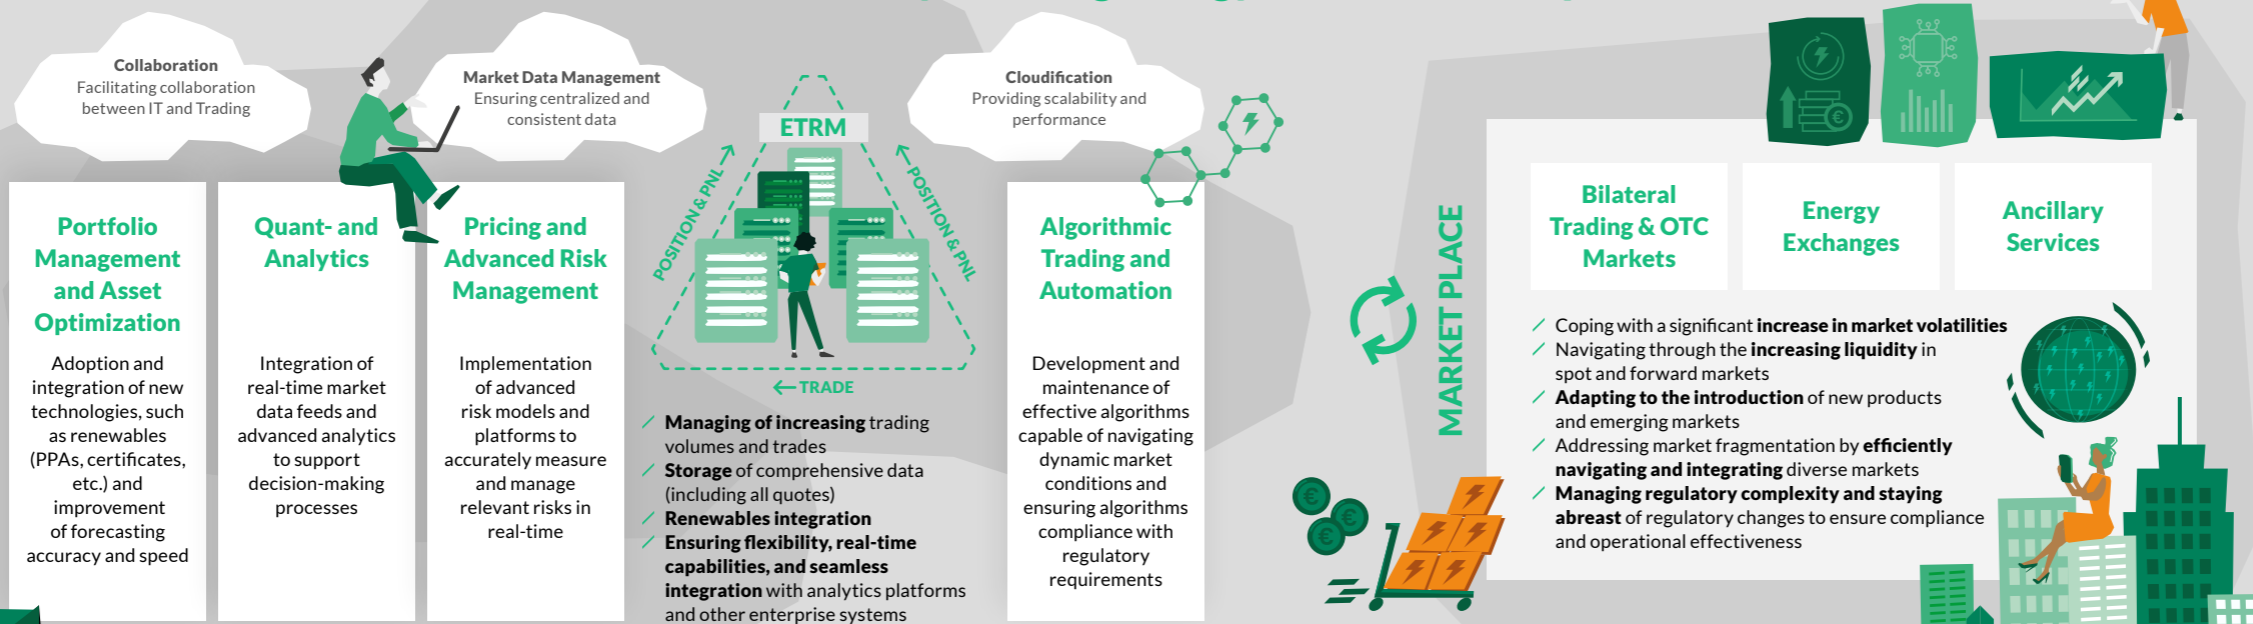 Collaboration
Facilitating collaboration
between IT and Trading
Market Data Management
Ensuring centralized and
consistent data
Cloudification
Providing scalability and
performance
Portfolio
Management
and Asset
Optimization
Adoption and
integration of new
technologies, such
as renewables
(PPAs, certificates,
etc.) and
improvement
of forecasting
accuracy and speed
Quant- and
Analytics
Integration of
real-time market
data feeds and
advanced analytics
to support
decision-making
processes
Pricing and
Advanced Risk
Management
Implementation
of advanced
risk models and
platforms to
accurately measure
and manage
relevant risks in
real-time
ETRM
POSITION & PNL
POSITION & PNL
TRADE
Managing of increasing trading
volumes and trades
Storage of comprehensive data
(including all quotes)
Renewables integration
Ensuring flexibility, real-time
capabilities, and seamless
integration with analytics platforms
and other enterprise systems
Algorithmic
Trading and
Automation
Development and
maintenance of
effective algorithms
capable of navigating
dynamic market
conditions and
ensuring algorithms
compliance with
regulatory
requirements
MARKET PLACE
Bilateral
Trading & OTC
Markets
Energy
Exchanges
Ancillary
Services
Coping with a significant increase in market volatilities
Navigating through the increasing liquidity in
spot and forward markets
Adapting to the introduction of new products
and emerging markets
Addressing market fragmentation by efficiently
navigating and integrating diverse markets
Managing regulatory complexity and staying
abreast of regulatory changes to ensure compliance
and operational effectiveness